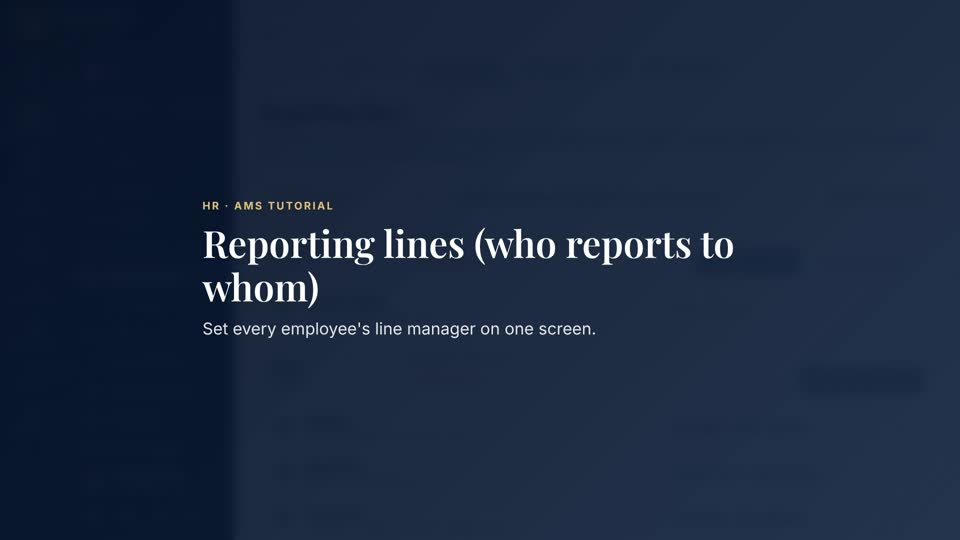 HR · AMS TUTORIAL
Reporting lines (who reports to
whom)
Set every employee's line manager on one screen.